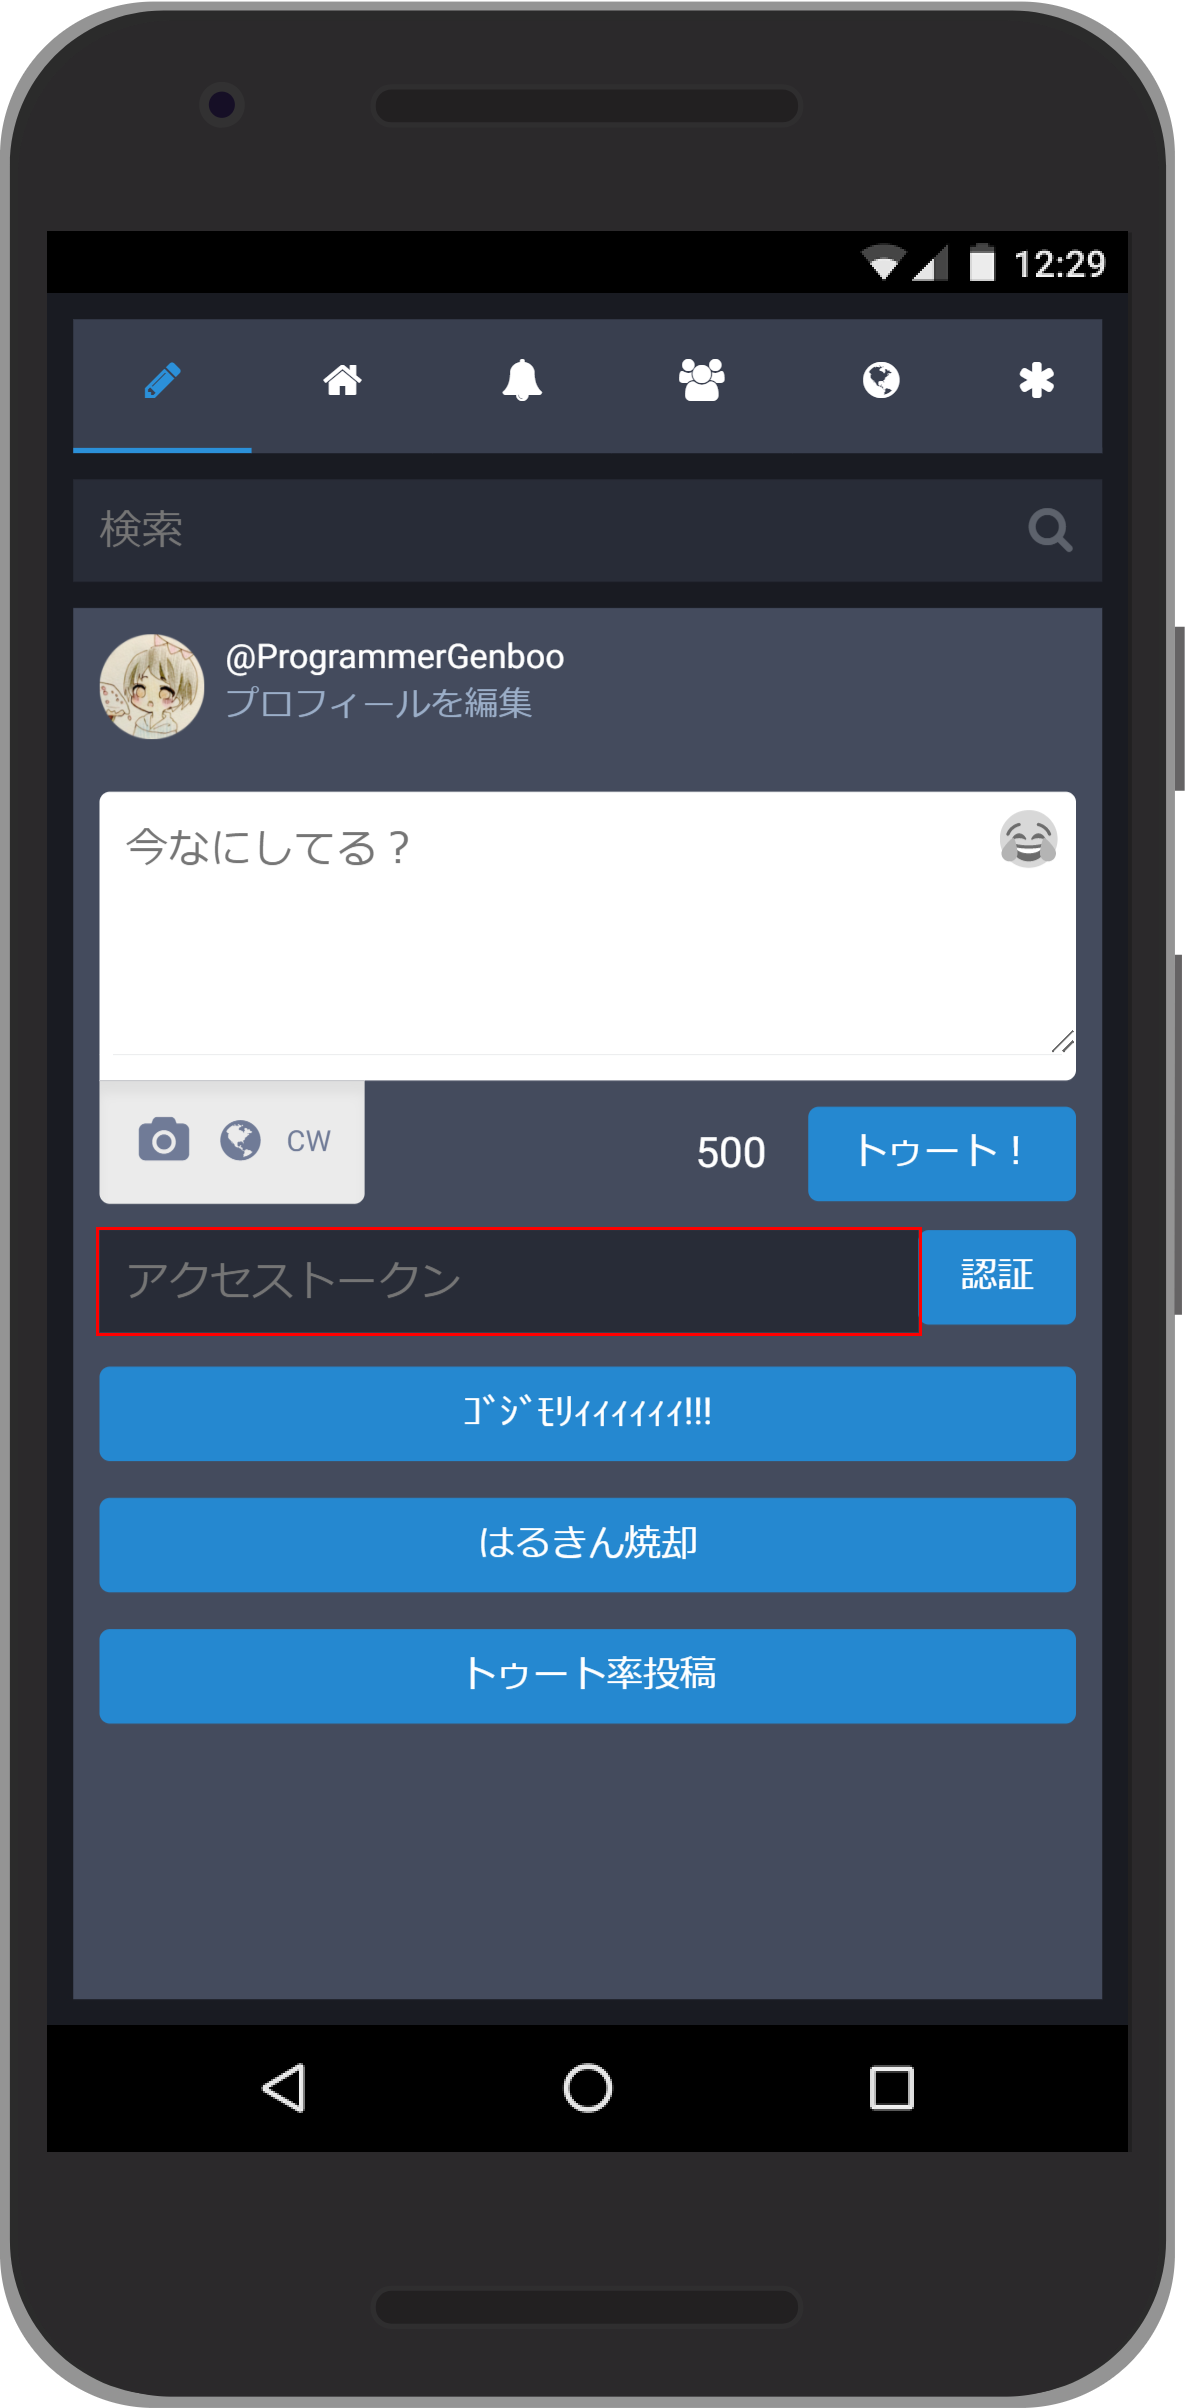 12:29
検索
@ProgrammerGenboo
プロフィールを編集
今なにしてる？
CW
500
トゥート！
アクセストークン
認証
ｺﾞｼﾞﾓﾘｨｨｨｨｨｨ!!!
はるきん焼却
トゥート率投稿